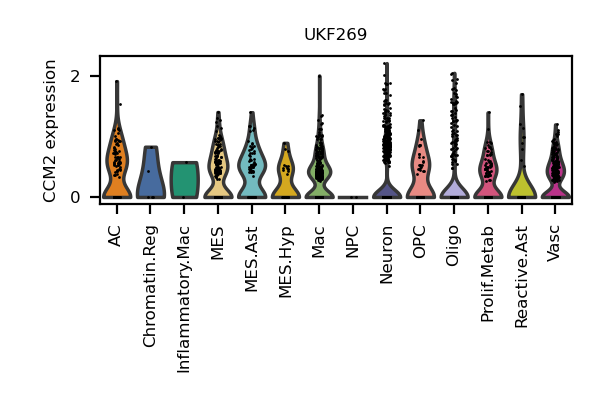 UKF269
CCM2 expression
2
0
AC
Chromatin.Reg
Inflammatory.Mac
MES
MES.Ast
MES.Hyp
Mac
NPC
Neuron
OPC
Oligo
Prolif.Metab
Reactive.Ast
Vasc